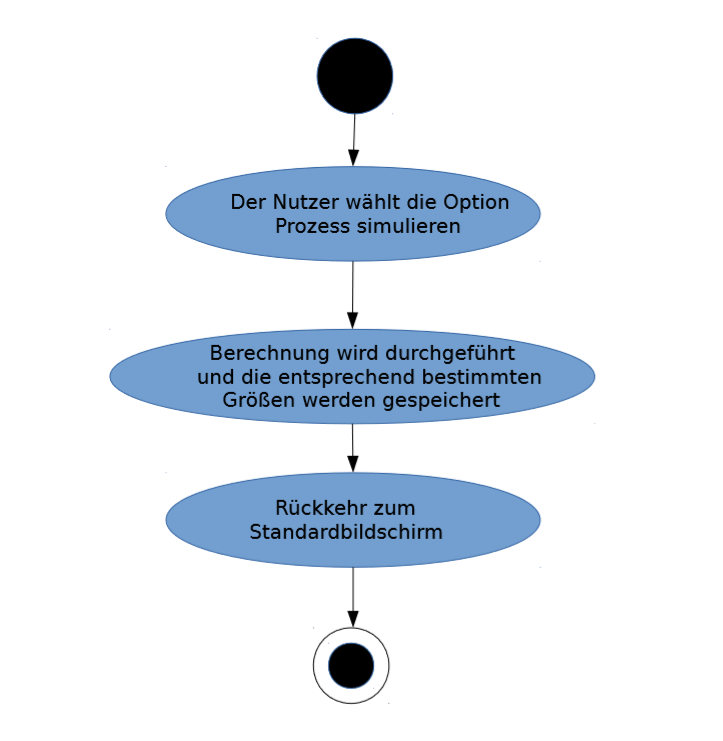 Der Nutzer wählt die Option
Prozess simulieren
Berechnung wird durchgeführt
und die entsprechend bestimmten
Größen werden gespeichert
Rückkehr zum
Standardbildschirm